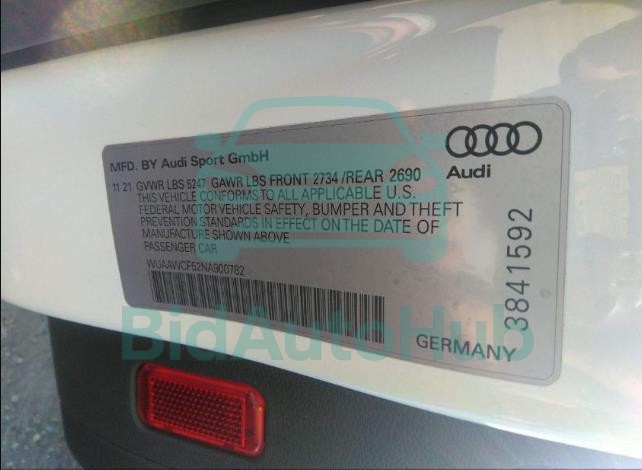 MFD. BY Audi Sport GmbH
11 21 GVWR LBS 5247 GAWR LBS FRONT 2734 /REAR 2690
THIS VEHICLE CONFORMS TO ALL APPLICABLE U.S.
FEDERAL MOTOR VEHICLE SAFETY, BUMPER AND THEFT
PREVENTION STANDARDS IN EFFECT ON THE DATE OF
MANUFACTURE SHOWN ABOVE
PASSENGER CAR
WUAAWCF52NA900782
Audi
3841592
GERMANY
BidAutoHub